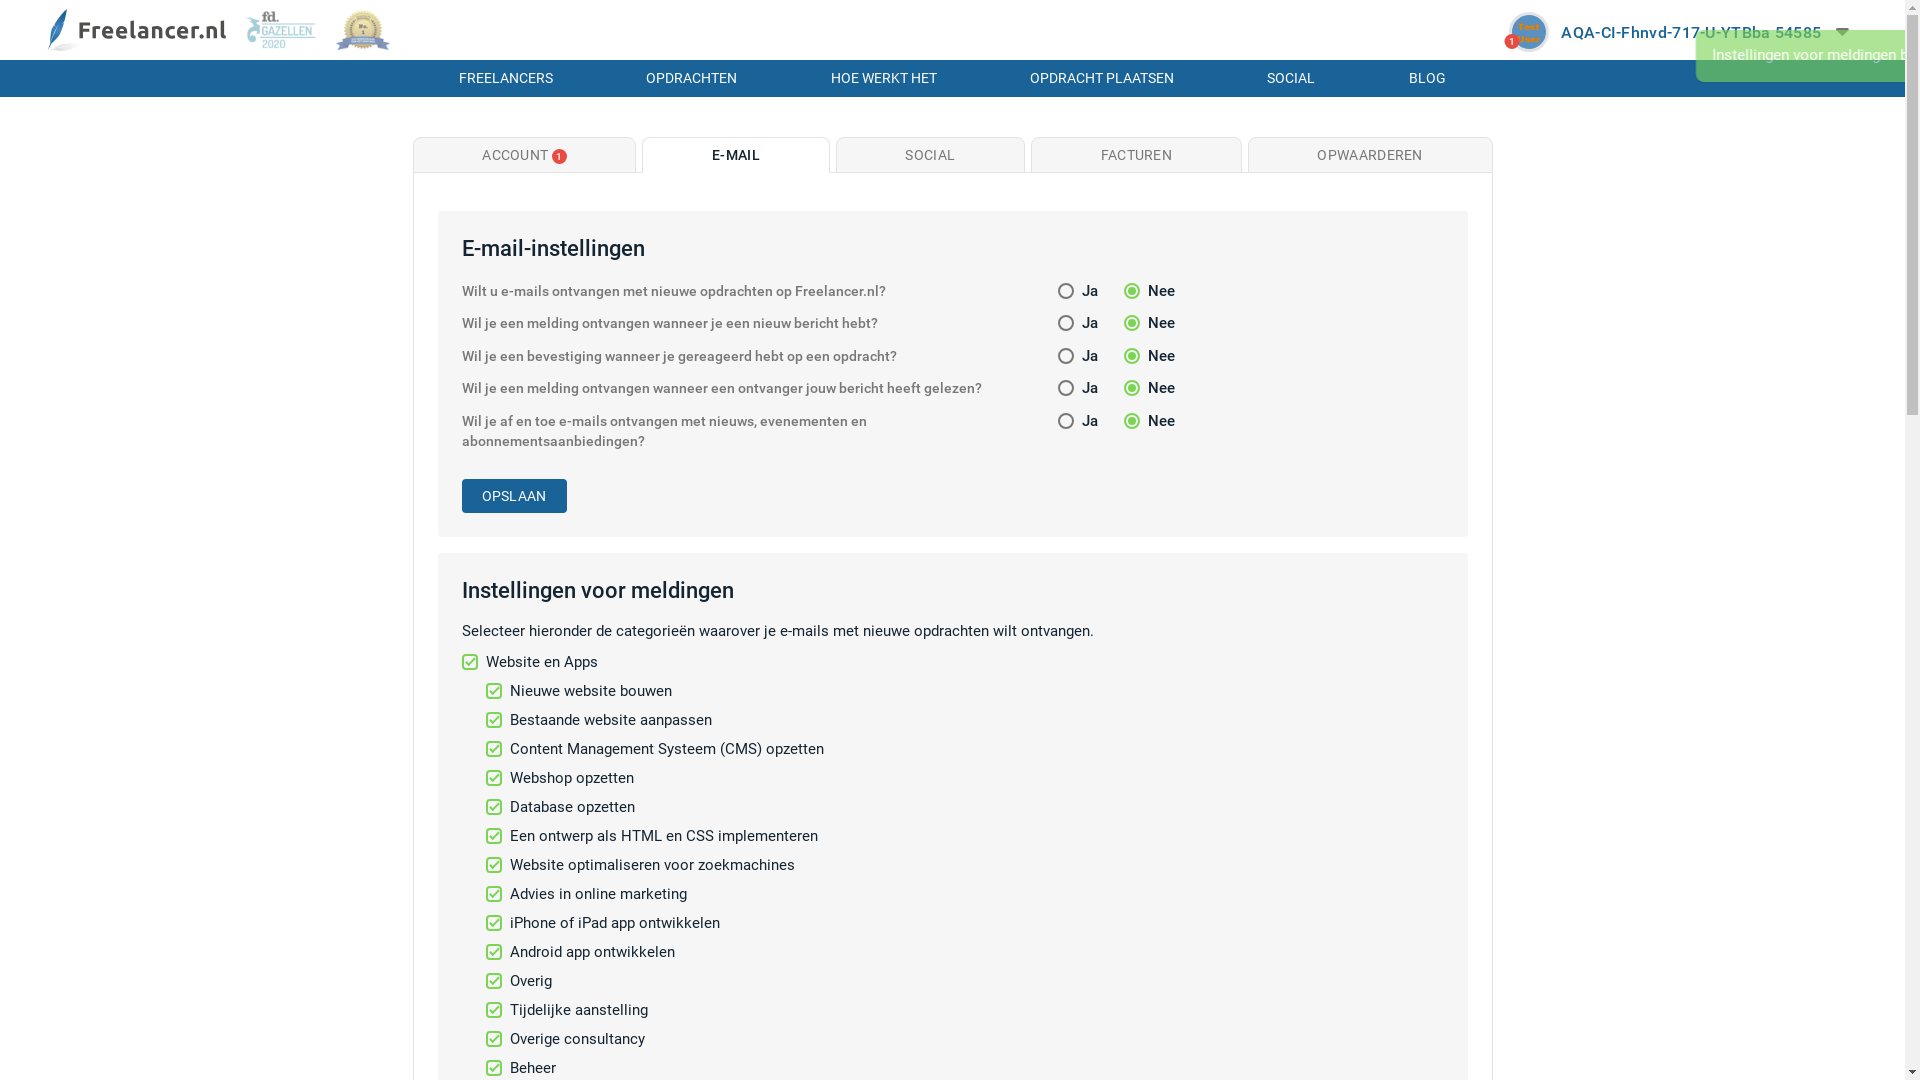 Freelancer.nl
fd.
GAZELLEN
2020
1
AQA-CI-Fhnvd-717-U-YTBba 54585
Instellingen voor meldingen b
FREELANCERS
OPDRACHTEN
HOE WERKT HET
OPDRACHT PLAATSEN
SOCIAL
BLOG
ACCOUNT 1
E-MAIL
SOCIAL
FACTUREN
OPWAARDEREN
E-mail-instellingen
Wilt u e-mails ontvangen met nieuwe opdrachten op Freelancer.nl? Ja Nee
Wil je een melding ontvangen wanneer je een nieuw bericht hebt? Ja Nee
Wil je een bevestiging wanneer je gereageerd hebt op een opdracht? Ja Nee
Wil je een melding ontvangen wanneer een ontvanger jouw bericht heeft gelezen? Ja Nee
Wil je af en toe e-mails ontvangen met nieuws, evenementen en Ja Nee
abonnementsaanbiedingen?
OPSLAAN
Instellingen voor meldingen
Selecteer hieronder de categorieën waarover je e-mails met nieuwe opdrachten wilt ontvangen.
Website en Apps
Nieuwe website bouwen
Bestaande website aanpassen
Content Management Systeem (CMS) opzetten
Webshop opzetten
Database opzetten
Een ontwerp als HTML en CSS implementeren
Website optimaliseren voor zoekmachines
Advies in online marketing
iPhone of iPad app ontwikkelen
Android app ontwikkelen
Overig
Tijdelijke aanstelling
Overige consultancy
Beheer